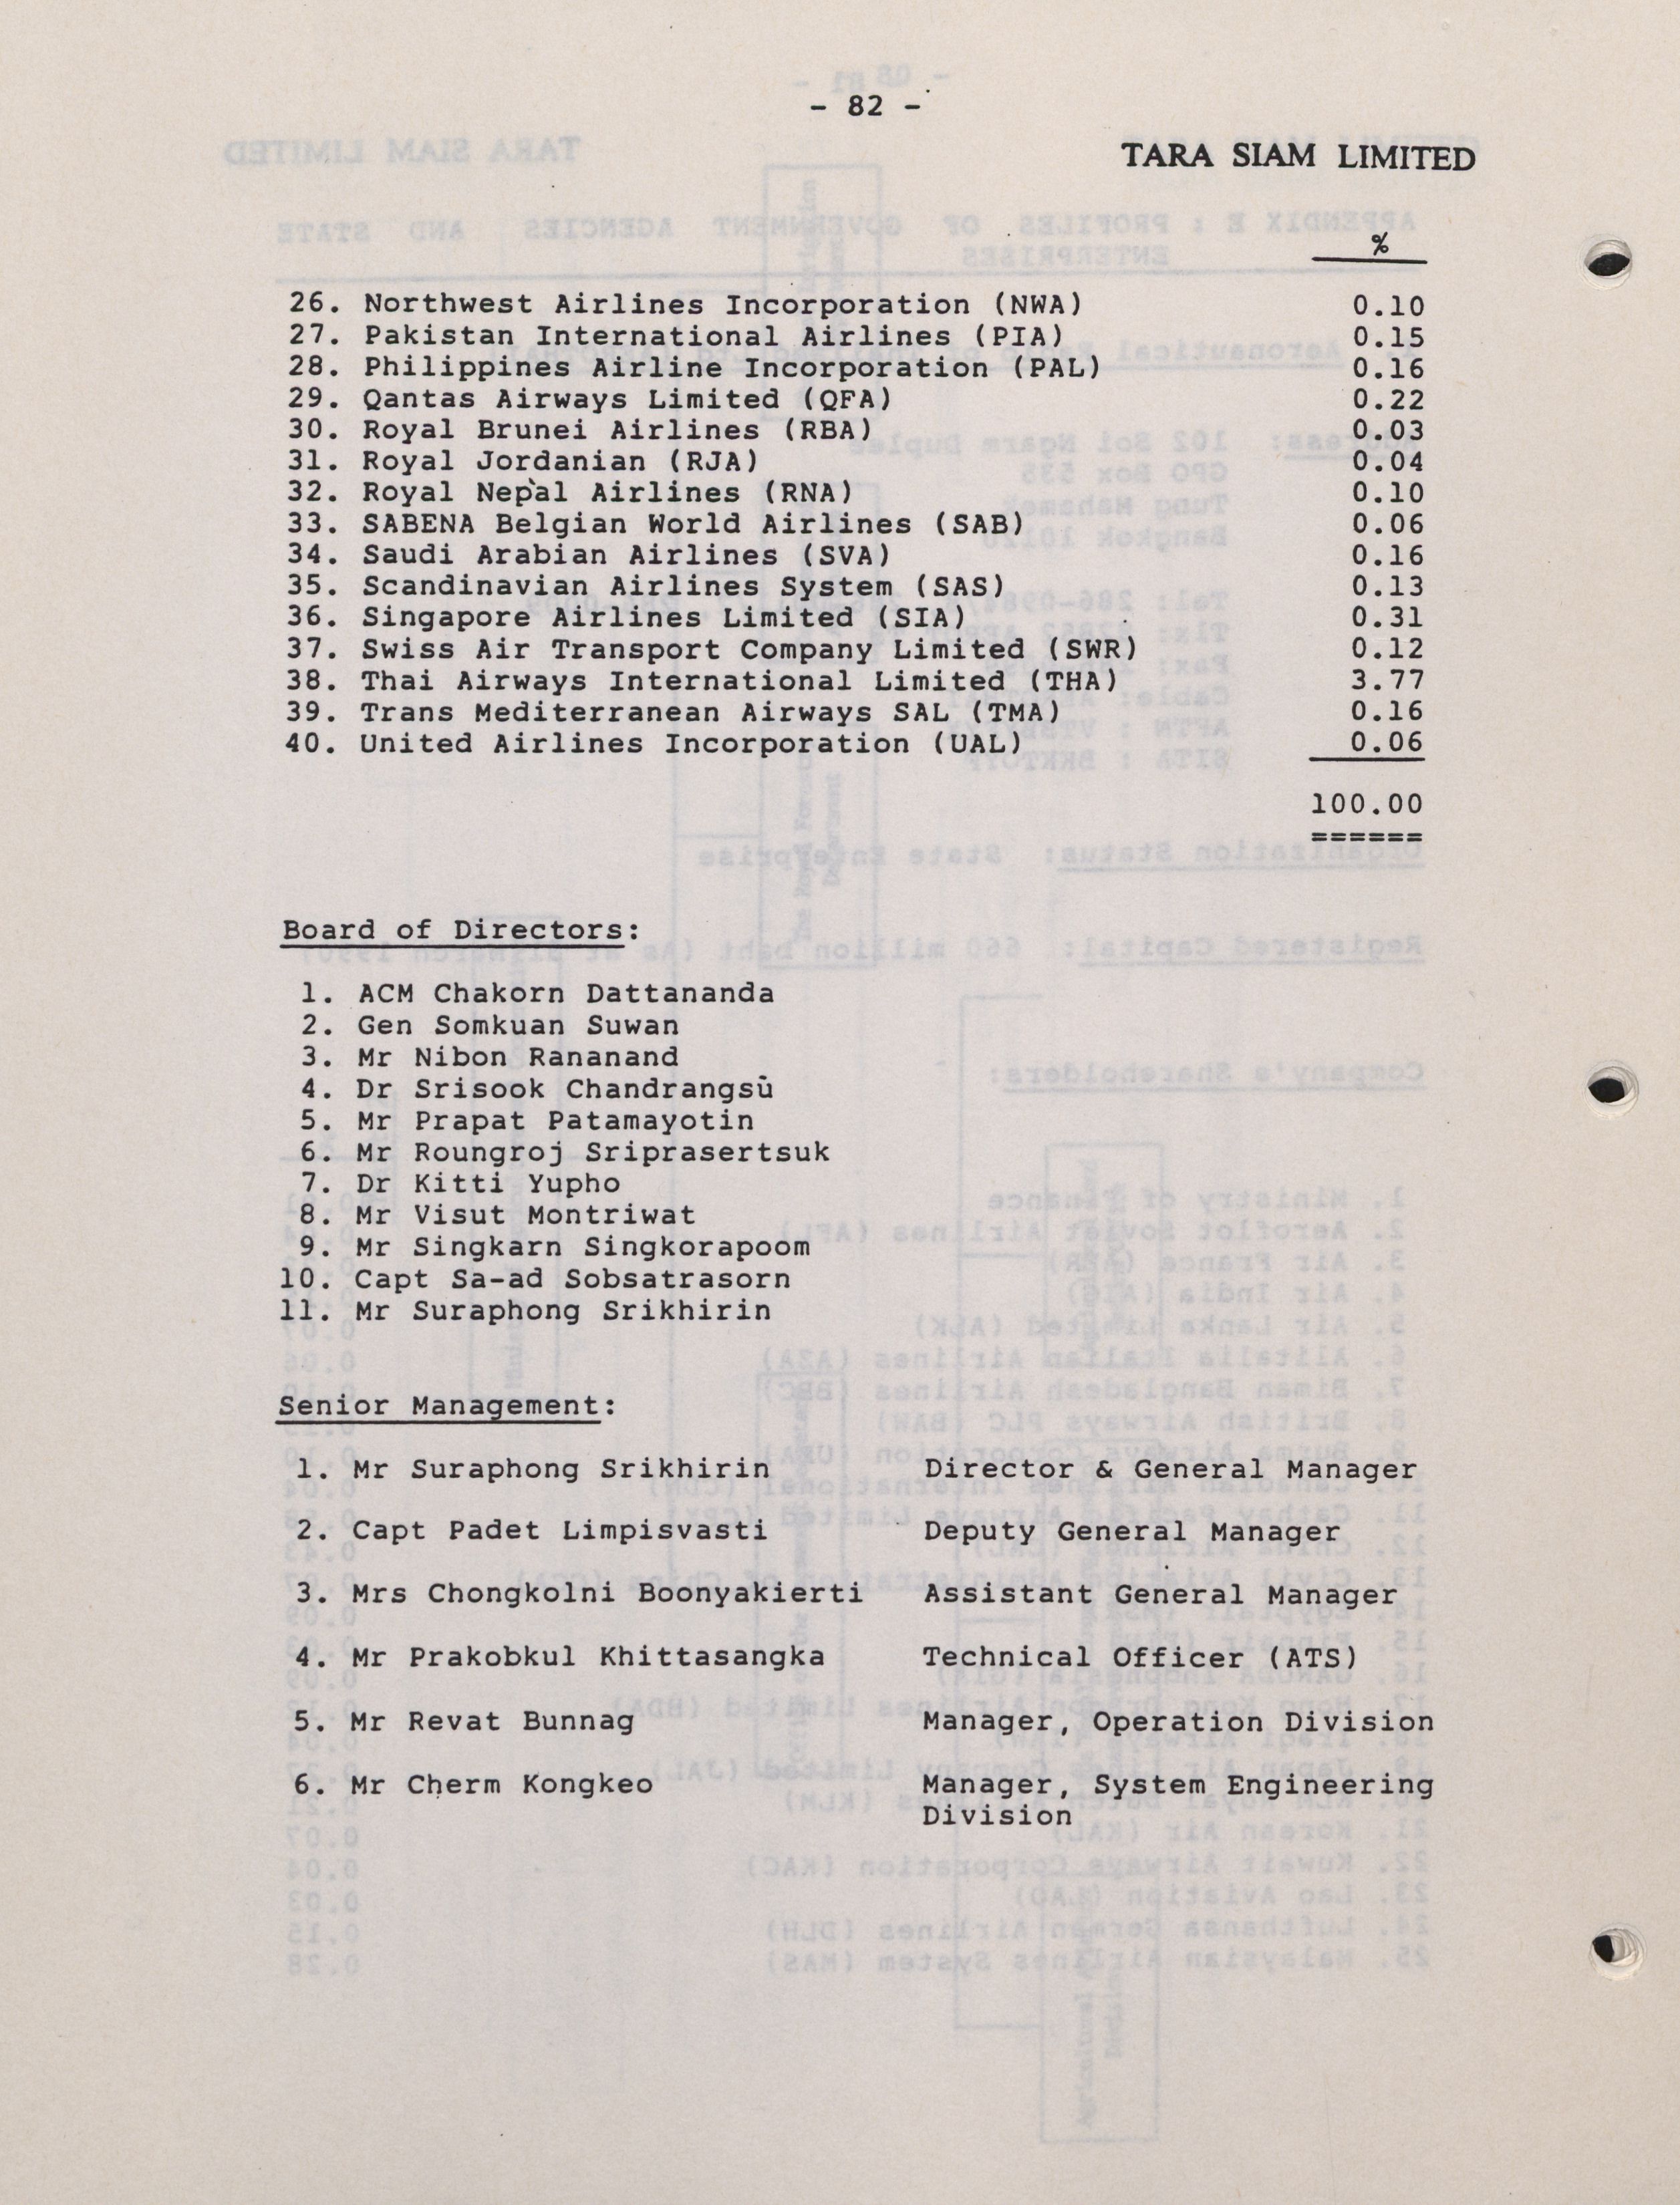 - 82 -
TARA SIAM LIMITED
%
26. Northwest Airlines Incorporation (NWA) 0.10
27. Pakistan International Airlines (PIA) 0.15
28. Philippines Airline Incorporation (PAL) 0.16
29. Qantas Airways Limited (QFA) 0.22
30. Royal Brunei Airlines (RBA) 0.03
31. Royal Jordanian (RJA) 0.04
32. Royal Nepal Airlines (RNA) 0.10
33. SABENA Belgian World Airlines (SAB) 0.06
34. Saudi Arabian Airlines (SVA) 0.16
35. Scandinavian Airlines System (SAS) 0.13
36. Singapore Airlines Limited (SIA) 0.31
37. Swiss Air Transport Company Limited (SWR) 0.12
38. Thai Airways International Limited (THA) 3.77
39. Trans Mediterranean Airways SAL (TMA) 0.16
40. United Airlines Incorporation (UAL) 0.06
100.00
======
Board of Directors:
1. ACM Chakorn Dattananda
2. Gen Somkuan Suwan
3. Mr Nibon Rananand
4. Dr Srisook Chandrangsu
5. Mr Prapat Patamayotin
6. Mr Roungroj Sriprasertsuk
7. Dr Kitti Yupho
8. Mr Visut Montriwat
9. Mr Singkarn Singkorapoom
10. Capt Sa-ad Sobsatrasorn
11. Mr Suraphong Srikhirin
Senior Management:
1. Mr Suraphong Srikhirin Director & General Manager
2. Capt Padet Limpisvasti Deputy General Manager
3. Mrs Chongkolni Boonyakierti Assistant General Manager
4. Mr Prakobkul Khittasangka Technical Officer (ATS)
5. Mr Revat Bunnag Manager, Operation Division
6. Mr Cherm Kongkeo Manager, System Engineering
Division